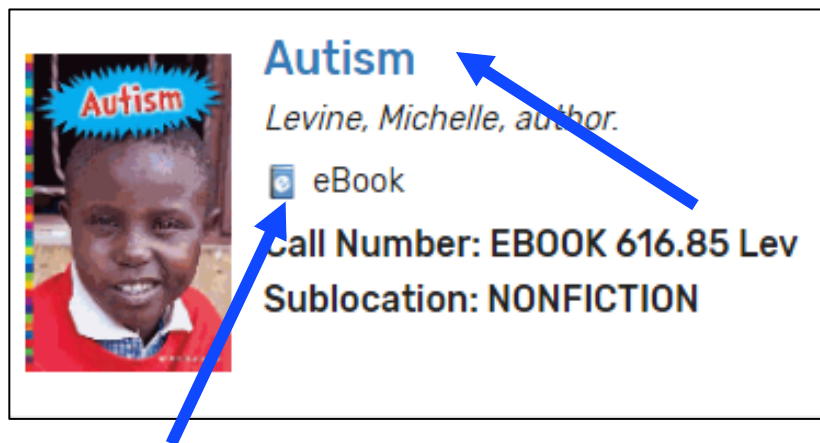 Autism
Autism
Levine, Michelle, author.
eBook
Call Number: EBOOK 616.85 Lev
Sublocation: NONFICTION